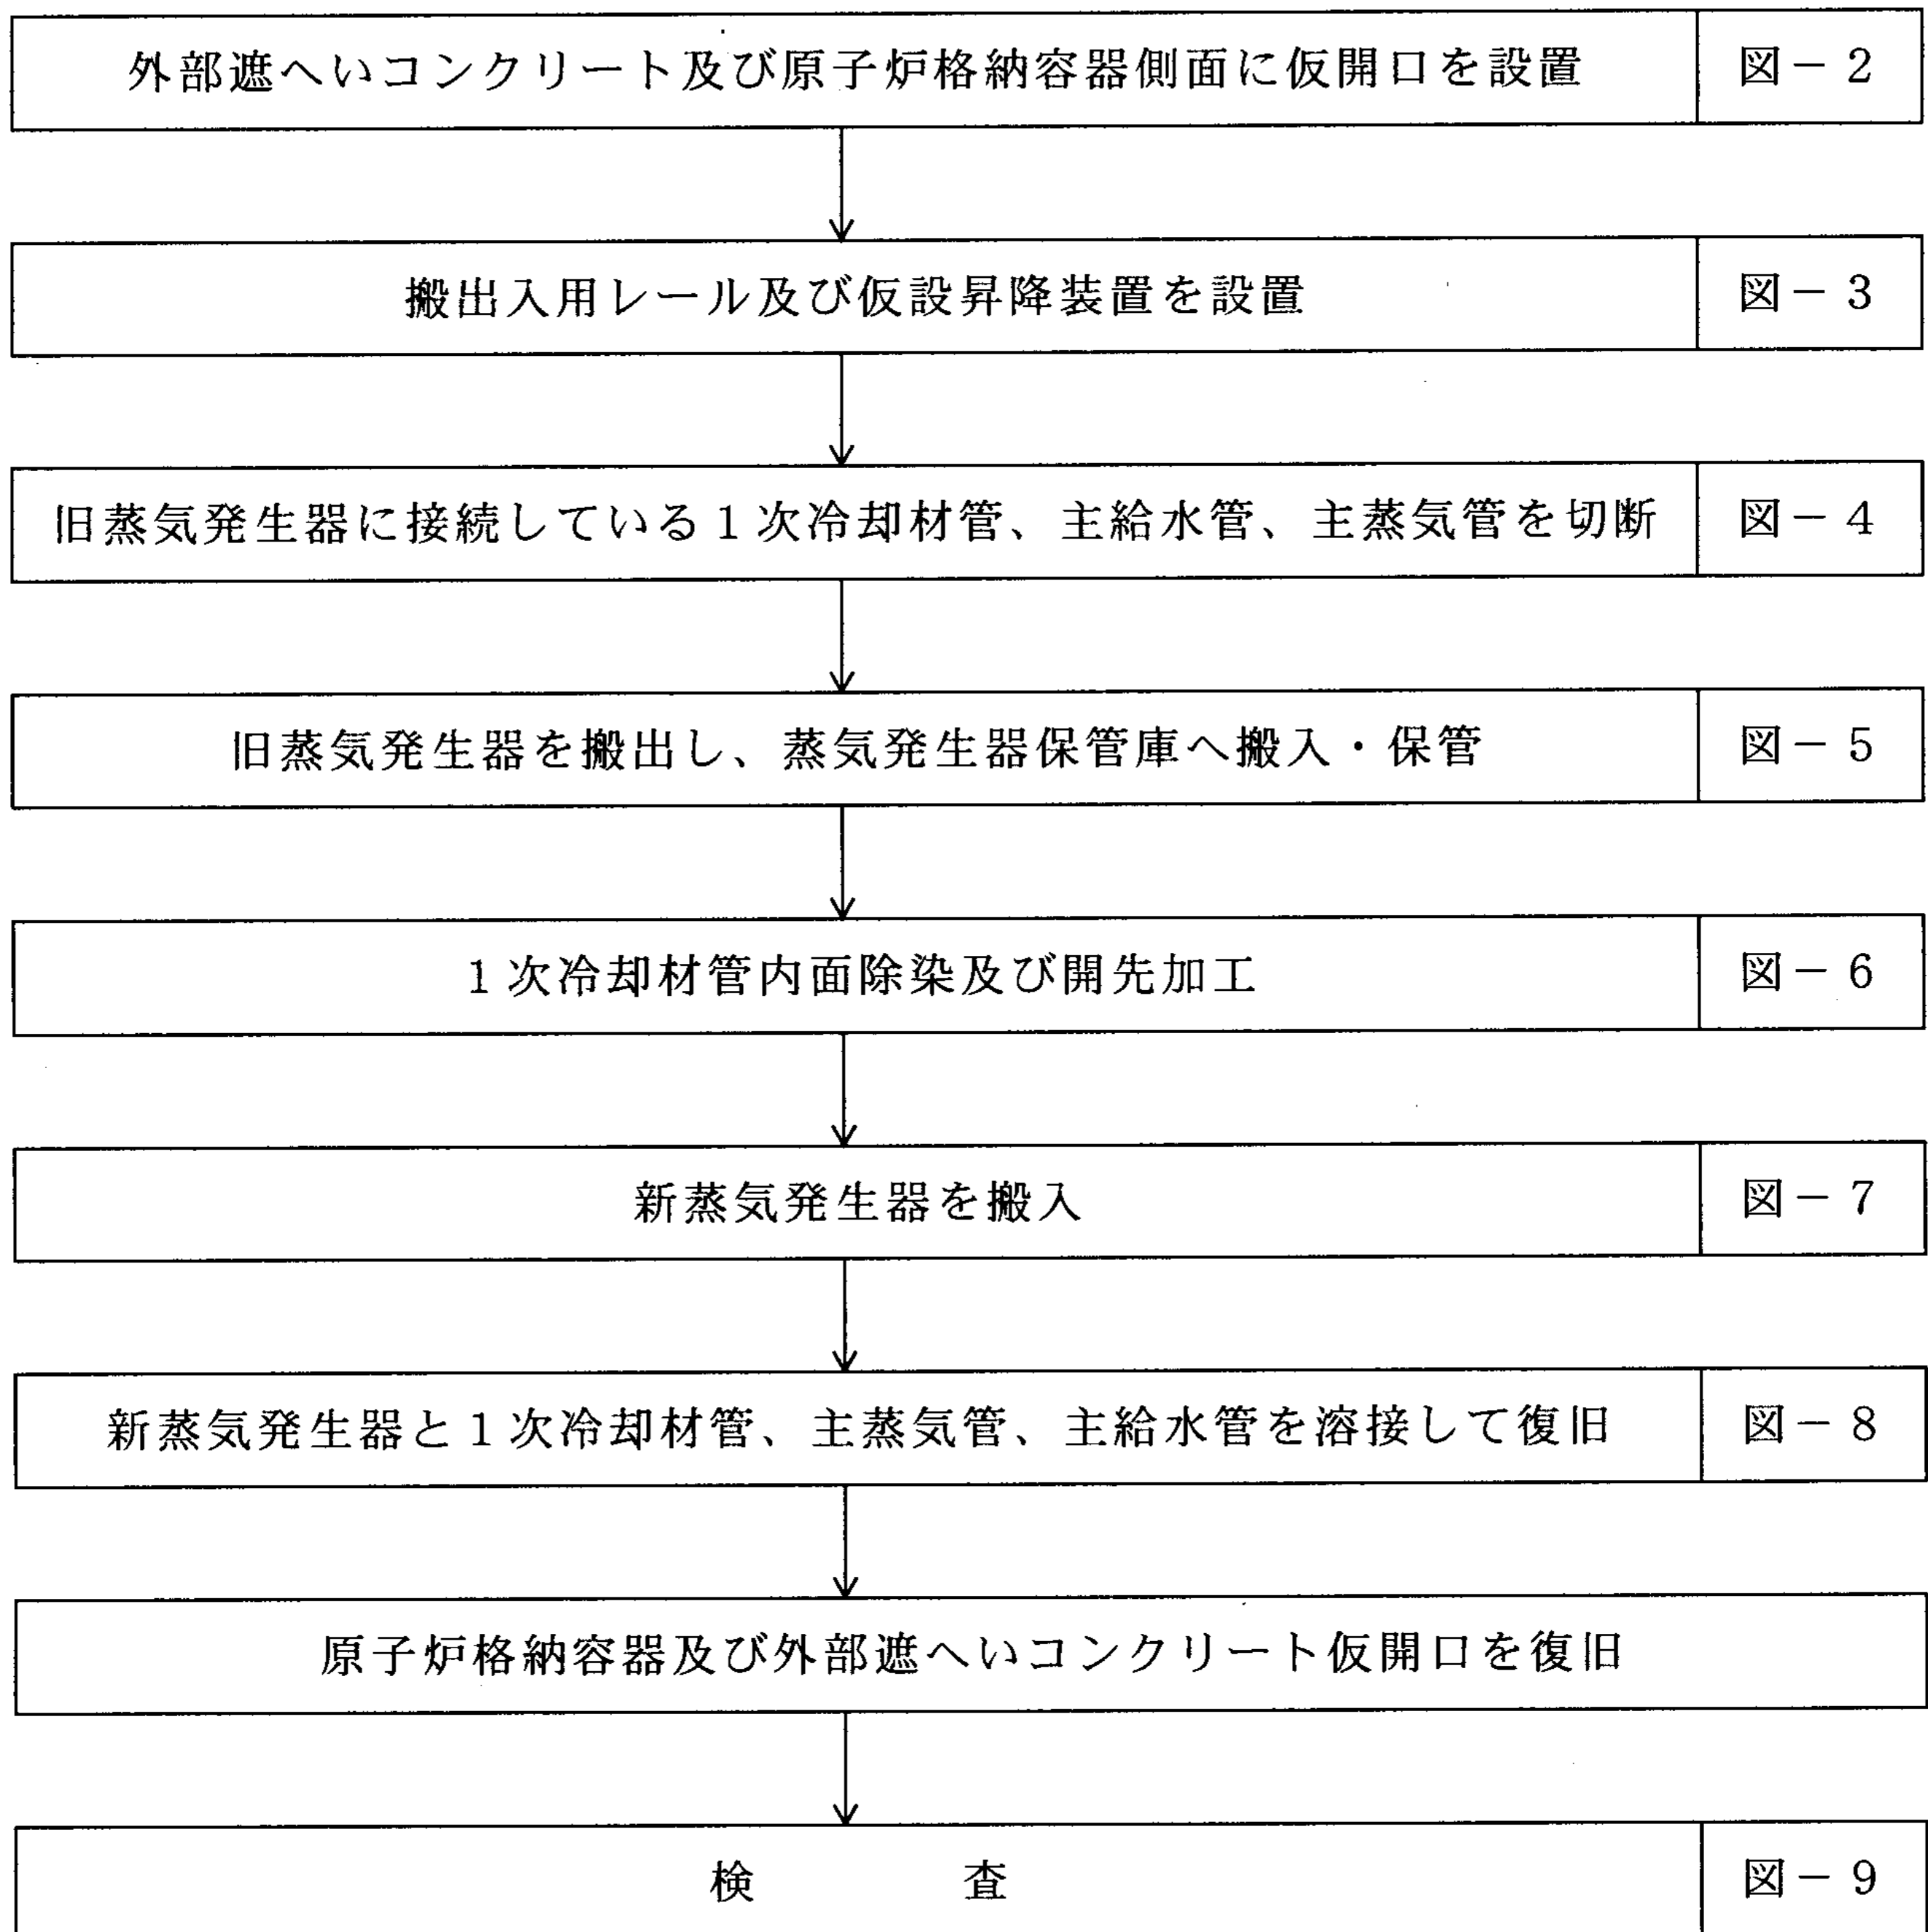 外部遮へいコンクリート及び原子炉格納容器側面に仮開口を設置 図－2
搬出入用レール及び仮設昇降装置を設置 図－3
旧蒸気発生器に接続している1次冷却材管、主給水管、主蒸気管を切断 図－4
旧蒸気発生器を搬出し、蒸気発生器保管庫へ搬入・保管 図－5
1次冷却材管内面除染及び開先加工 図－6
新蒸気発生器を搬入 図－7
新蒸気発生器と1次冷却材管、主蒸気管、主給水管を溶接して復旧 図－8
原子炉格納容器及び外部遮へいコンクリート仮開口を復旧
検　　　　査 図－9